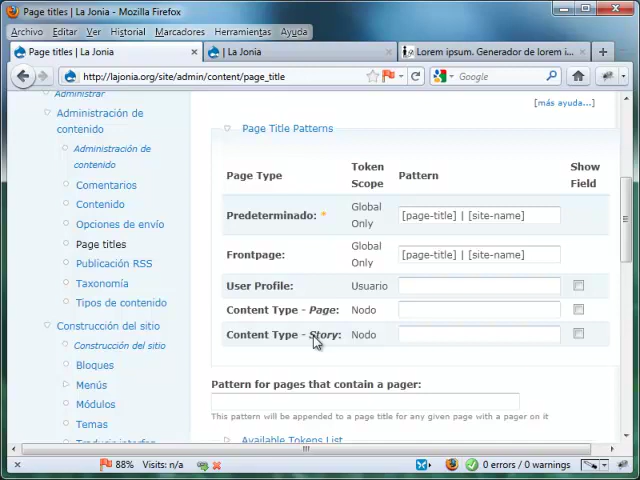 Page titles | La Jonia - Mozilla Firefox
Archivo Editar Ver Historial Marcadores Herramientas Ayuda
Page titles | La Jonia
| La Jonia
Lorem ipsum. Generador de lorem i...
http://lajonia.org/site/admin/content/page_title
Google
Administrar
[más ayuda...]
Administración de
contenido
Page Title Patterns
Administración de
contenido
Page Type
Token
Scope
Pattern
Show
Field
Comentarios
Contenido
Opciones de envío
Page titles
Publicación RSS
Taxonomía
Tipos de contenido
Predeterminado: *
Global
Only
[page-title] | [site-name]
Frontpage:
Global
Only
[page-title] | [site-name]
User Profile:
Usuario
Content Type - Page:
Nodo
Content Type - Story:
Nodo
Construcción del sitio
Construcción del sitio
Bloques
Menús
Módulos
Temas
Traducir interfaz
Pattern for pages that contain a pager:
This pattern will be appended to a page title for any given page with a pager on it
Available Tokens List
88%
Visits: n/a
0 errors / 0 warnings